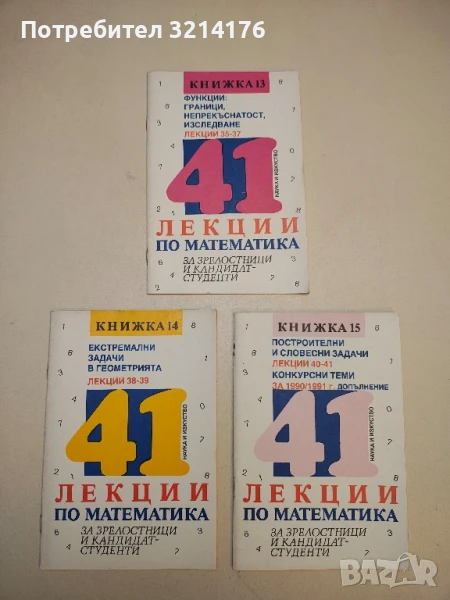 Потребител 3214176
КНИЖКА 13
ФУНКЦИИ:
ГРАНИЦИ,
НЕПРЕКЪСНАТОСТ,
ИЗСЛЕДВАНЕ
ЛЕКЦИИ 35-37
41
НАУКА И ИЗКУСТВО
ЛЕКЦИИ
ПО МАТЕМАТИКА
ЗА ЗРЕЛОСТНИЦИ
И КАНДИДАТ-
СТУДЕНТИ
КНИЖКА 14
ЕКСТРЕМАЛНИ
ЗАДАЧИ
В ГЕОМЕТРИЯТА
ЛЕКЦИИ 38-39
41
НАУКА И ИЗКУСТВО
ЛЕКЦИИ
ПО МАТЕМАТИКА
ЗА ЗРЕЛОСТНИЦИ
И КАНДИДАТ-
СТУДЕНТИ
КНИЖКА 15
ПОСТРОИТЕЛНИ
И СЛОВЕСНИ ЗАДАЧИ
ЛЕКЦИИ 40-41
КОНКУРСНИ ТЕМИ
ЗА 1990/1991 г. ДОПЪЛНЕНИЕ
41
НАУКА И ИЗКУСТВО
ЛЕКЦИИ
ПО МАТЕМАТИКА
ЗА ЗРЕЛОСТНИЦИ
И КАНДИДАТ-
СТУДЕНТИ
BAZAR